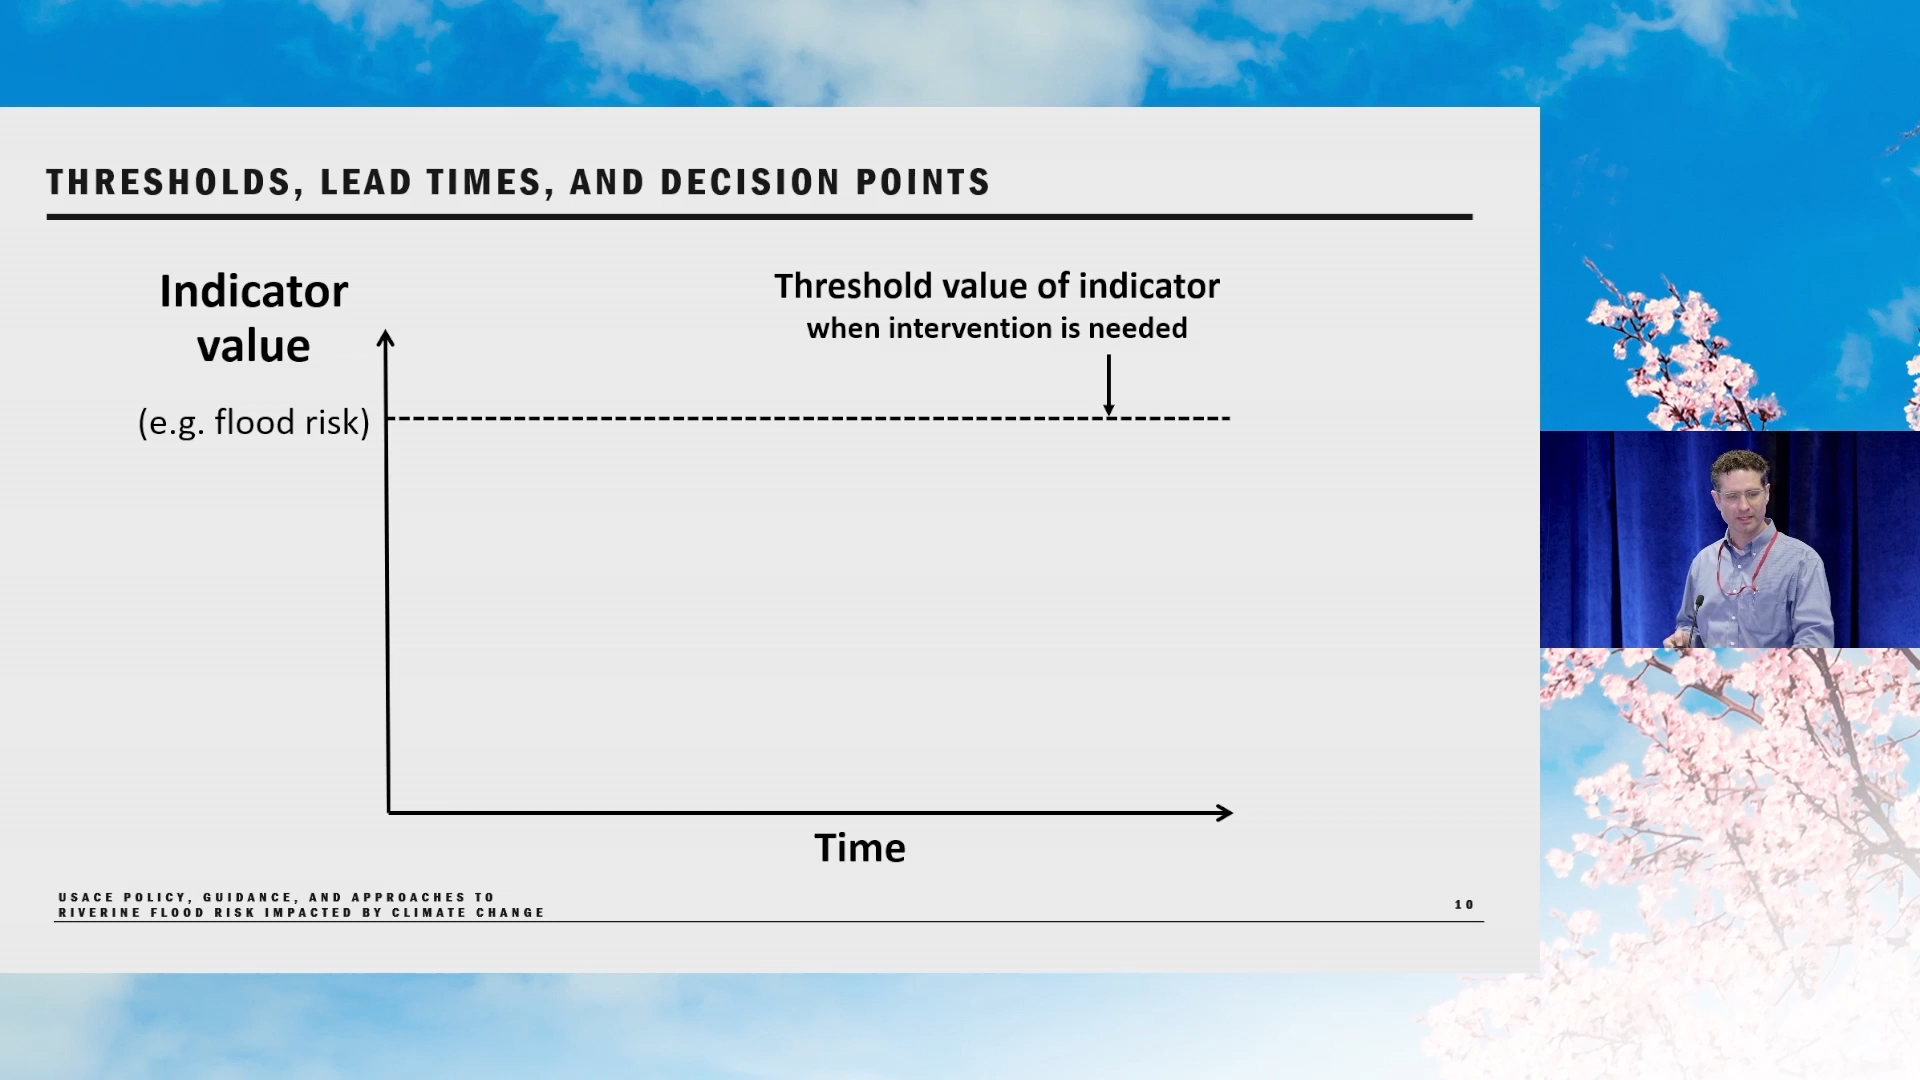 THRESHOLDS, LEAD TIMES, AND DECISION POINTS
Indicator
value
(e.g. flood risk)
Threshold value of indicator
when intervention is needed
Time
USACE POLICY, GUIDANCE, AND APPROACHES TO
RIVERINE FLOOD RISK IMPACTED BY CLIMATE CHANGE
10